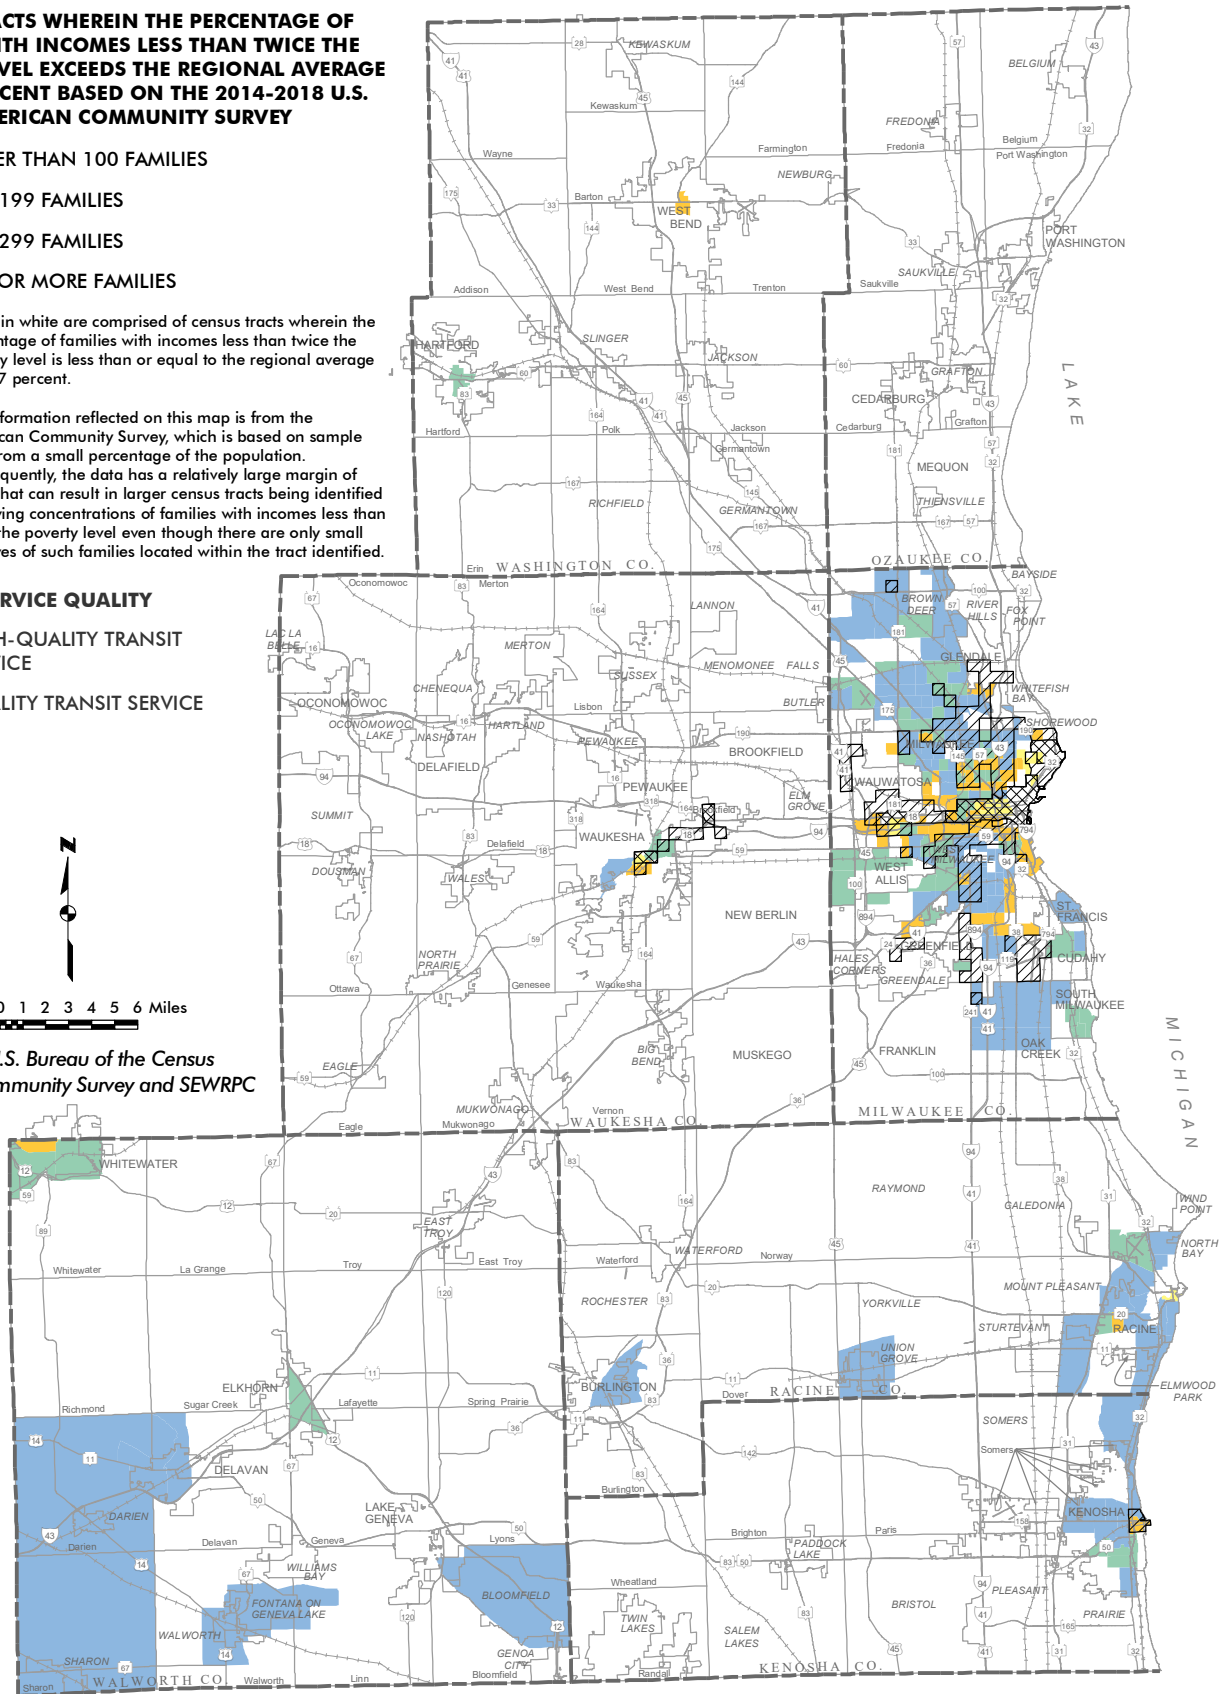 ACTS WHEREIN THE PERCENTAGE OF
ITH INCOMES LESS THAN TWICE THE
VEL EXCEEDS THE REGIONAL AVERAGE
CENT BASED ON THE 2014-2018 U.S.
ERICAN COMMUNITY SURVEY
ER THAN 100 FAMILIES
199 FAMILIES
299 FAMILIES
OR MORE FAMILIES
in white are comprised of census tracts wherein the
ntage of families with incomes less than twice the
y level is less than or equal to the regional average
7 percent.
formation reflected on this map is from the
can Community Survey, which is based on sample
rom a small percentage of the population.
quently, the data has a relatively large margin of
hat can result in larger census tracts being identified
ving concentrations of families with incomes less than
the poverty level even though there are only small
ves of such families located within the tract identified.
RVICE QUALITY
H-QUALITY TRANSIT
ICE
LITY TRANSIT SERVICE
0 1 2 3 4 5 6 Miles
.S. Bureau of the Census
mmunity Survey and SEWRPC
KEWASKUM
BELGIUM
Kewaskum
FREDONIA
Wayne
Farmington
Fredonia
Belgium
Port Washington
NEWBURG
Barton
WEST
BEND
PORT
WASHINGTON
SAUKVILLE
Addison
West Bend
Trenton
Saukville
HARTFORD
SLINGER
JACKSON
GRAFTON
CEDARBURG
LAKE
Hartford
Polk
Jackson
Cedarburg
Grafton
Germantown
MEQUON
RICHFIELD
GERMANTOWN
THIENSVILLE
Erin
WASHINGTON CO.
OZAUKEE CO.
Oconomowoc
Merton
BAYSIDE
LANNON
BROWN
DEER
RIVER
HILLS
FOX
POINT
LAC LA
BELLE
MERTON
MENOMONEE FALLS
GLENDALE
SUSSEX
CHENEQUA
WHITEFISH
BAY
OCONOMOWOC
Lisbon
BUTLER
OCONOMOWOC
LAKE
NASHOTAH
HARTLAND
SHOREWOOD
PEWAUKEE
BROOKFIELD
MILWAUKEE
DELAFIELD
PEWAUKEE
WAUWATOSA
ELM
GROVE
Brookfield
SUMMIT
WAUKESHA
Delafield
WEST
MILWAUKEE
DOUSMAN
WALES
WEST
ALLIS
NEW BERLIN
ST.
FRANCIS
GREENFIELD
NORTH
PRAIRIE
HALES
CORNERS
CUDAHY
GREENDALE
Ottawa
Genesee
Waukesha
SOUTH
MILWAUKEE
MICHIGAN
EAGLE
BIG
BEND
MUSKEGO
FRANKLIN
OAK
CREEK
MUKWONAGO
Vernon
Eagle
Mukwonago
WAUKESHA CO.
MILWAUKEE CO.
WHITEWATER
RAYMOND
CALEDONIA
WIND
POINT
EAST
TROY
WATERFORD
NORTH
BAY
Whitewater
La Grange
Troy
East Troy
Waterford
Norway
ROCHESTER
MOUNT PLEASANT
YORKVILLE
STURTEVANT
RACINE
UNION
GROVE
ELKHORN
BURLINGTON
RACINE CO.
Dover
ELMWOOD
PARK
Richmond
Sugar Creek
Lafayette
Spring Prairie
SOMERS
Somers
DELAVAN
Burlington
DARIEN
LAKE
GENEVA
KENOSHA
Darien
Delavan
Geneva
Lyons
Brighton
Paris
PADDOCK
LAKE
WILLIAMS
BAY
Wheatland
PLEASANT
PRAIRIE
FONTANA ON
GENEVA LAKE
BLOOMFIELD
BRISTOL
TWIN
LAKES
WALWORTH
SALEM
LAKES
SHARON
GENOA
CITY
Sharon
WALWORTH CO.
Walworth
Linn
Bloomfield
Randall
KENOSHA CO.